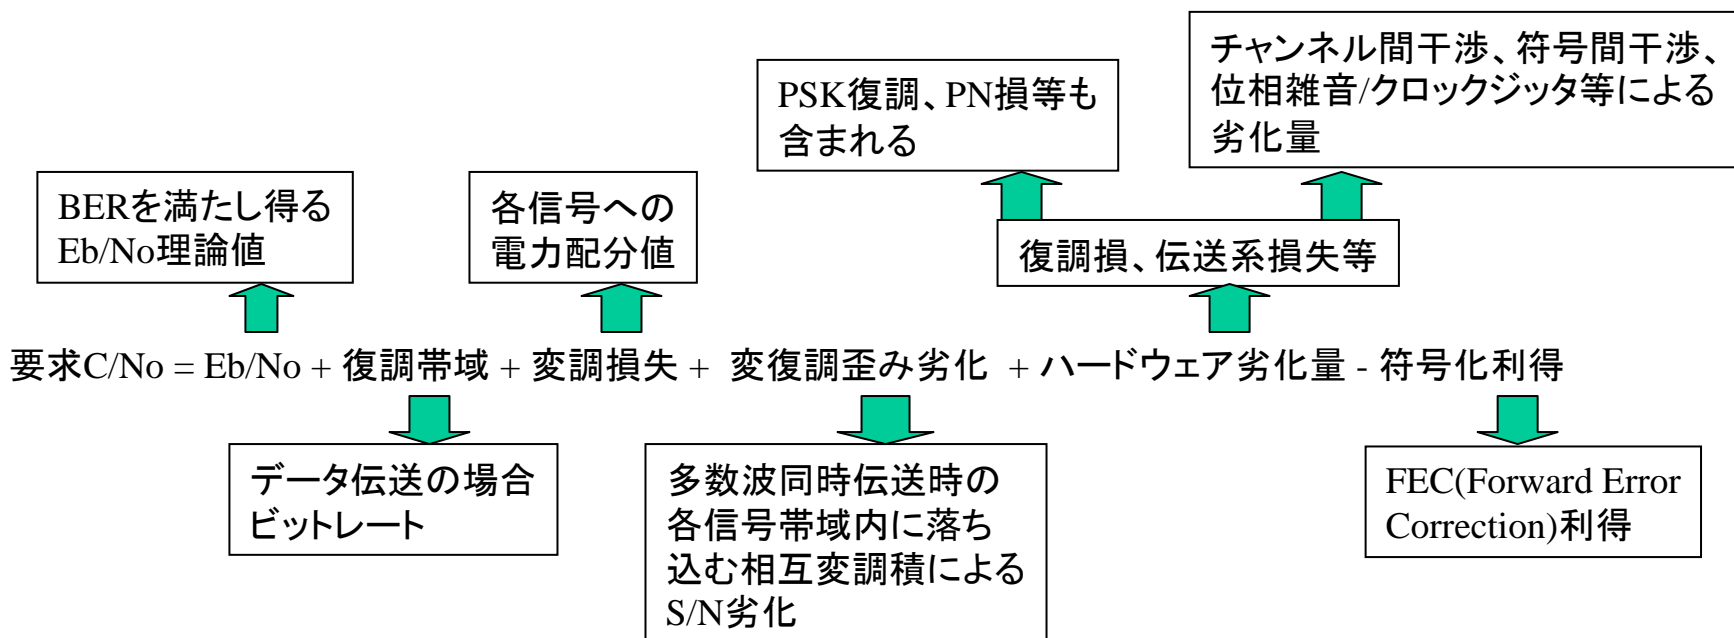 チャンネル間干渉、符号間干渉、
位相雑音/クロックジッタ等による
劣化量
PSK復調、PN損等も
含まれる
BERを満たし得る
Eb/No理論値
各信号への
電力配分値
復調損、伝送系損失等
要求C/No = Eb/No + 復調帯域 + 変調損失 + 変復調歪み劣化 + ハードウェア劣化量 - 符号化利得
データ伝送の場合
ビットレート
多数波同時伝送時の
各信号帯域内に落ち
込む相互変調積による
S/N劣化
FEC(Forward Error
Correction)利得